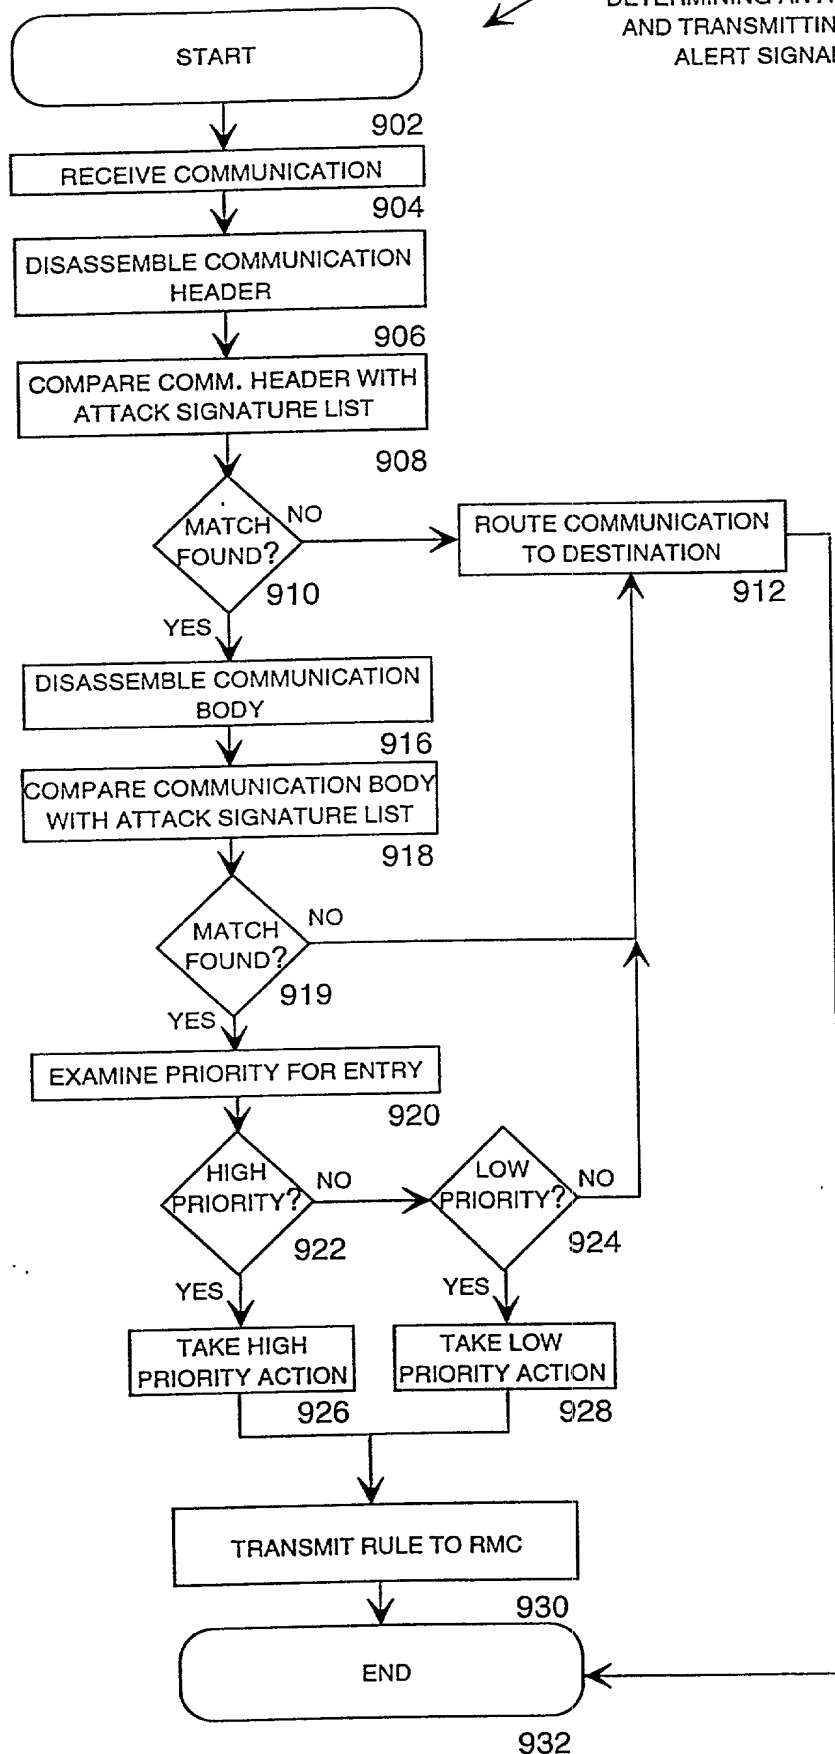 AND TRANSMITTIN
ALERT SIGNAL
START
902
RECEIVE COMMUNICATION
904
DISASSEMBLE COMMUNICATION
HEADER
906
COMPARE COMM. HEADER WITH
ATTACK SIGNATURE LIST
908
MATCH
FOUND?
NO
910
YES
ROUTE COMMUNICATION
TO DESTINATION
912
DISASSEMBLE COMMUNICATION
BODY
916
COMPARE COMMUNICATION BODY
WITH ATTACK SIGNATURE LIST
918
MATCH
FOUND?
NO
919
YES
EXAMINE PRIORITY FOR ENTRY
920
HIGH
PRIORITY?
NO
922
YES
LOW
PRIORITY?
NO
924
YES
TAKE HIGH
PRIORITY ACTION
926
TAKE LOW
PRIORITY ACTION
928
TRANSMIT RULE TO RMC
930
END
932